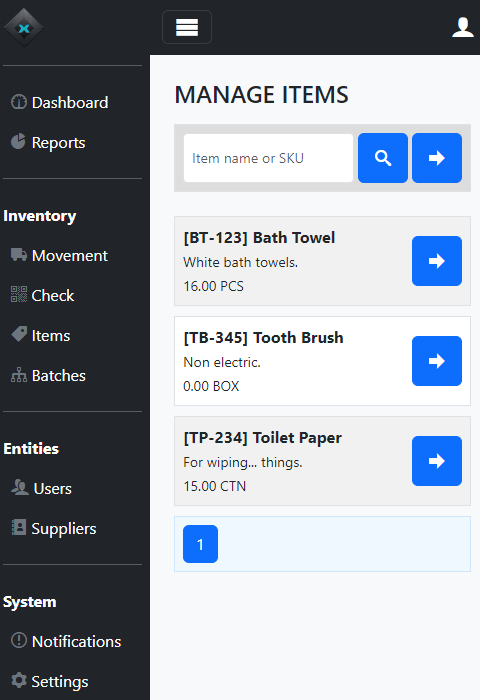 Dashboard
Reports
Inventory
Movement
Check
Items
Batches
Entities
Users
Suppliers
System
Notifications
Settings
MANAGE ITEMS
Item name or SKU
[BT-123] Bath Towel
White bath towels.
16.00 PCS
[TB-345] Tooth Brush
Non electric.
0.00 BOX
[TP-234] Toilet Paper
For wiping... things.
15.00 CTN
1